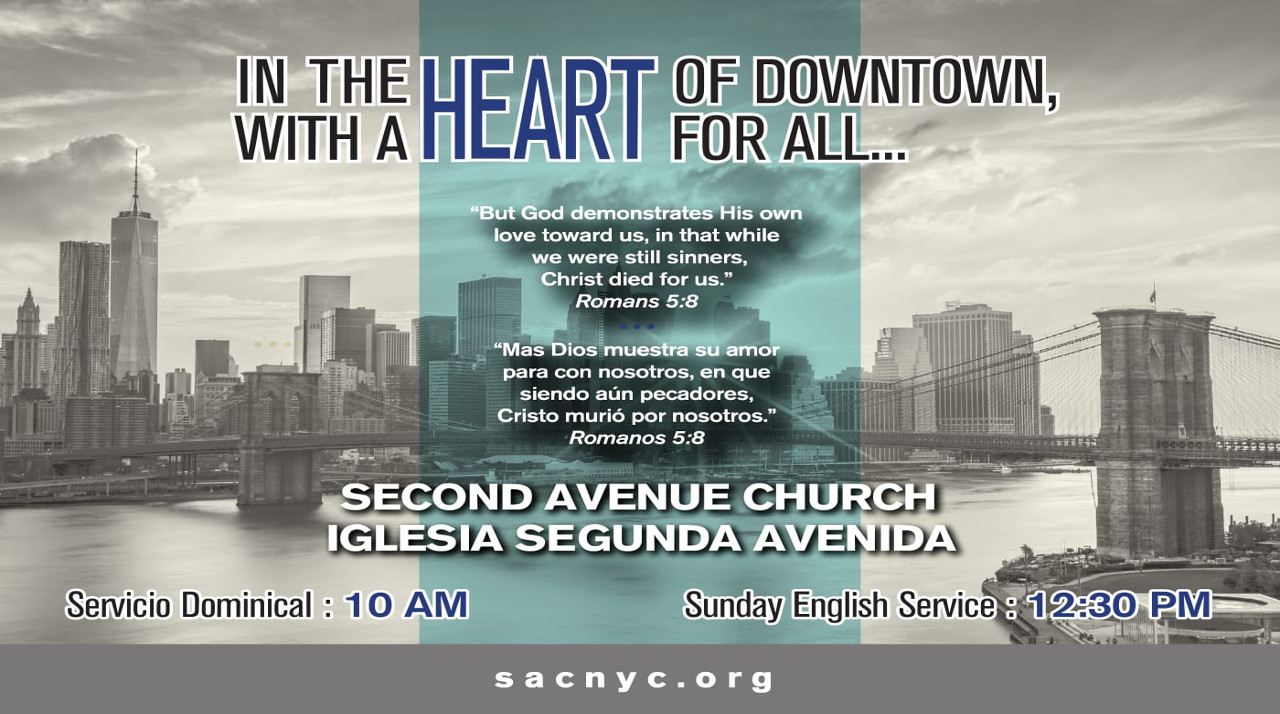 IN THE HEART OF DOWNTOWN,
WITH A HEART FOR ALL...
“But God demonstrates His own
love toward us, in that while
we were still sinners,
Christ died for us.”
Romans 5:8
“Mas Dios muestra su amor
para con nosotros, en que
siendo aún pecadores,
Cristo murió por nosotros.”
Romanos 5:8
SECOND AVENUE CHURCH
IGLESIA SEGUNDA AVENIDA
Servicio Dominical : 10 AM
Sunday English Service : 12:30 PM
sacnyc.org